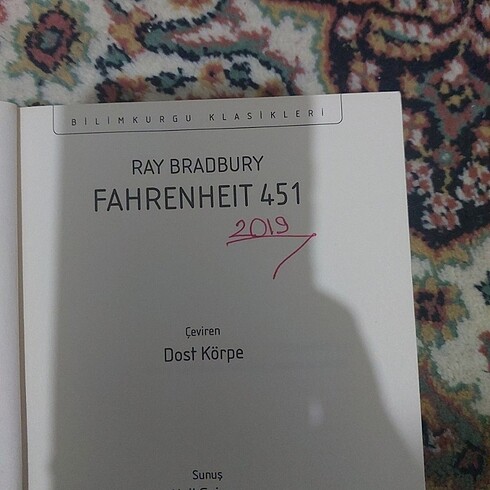 BİLİMKURGU KLASİKLERİ
RAY BRADBURY
FAHRENHEIT 451
2019
Çeviren
Dost Körpe
Sunuş